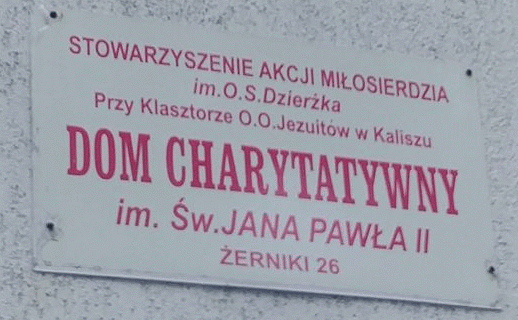 STOWARZYSZENIE AKCJI MIŁOSIERDZIA
im.O.S.Dzierżka
Przy Klasztorze O.O.Jezuitów w Kaliszu
DOM CHARYTATYWNY
im. Św.JANA PAWŁA II
ŻERNIKI 26